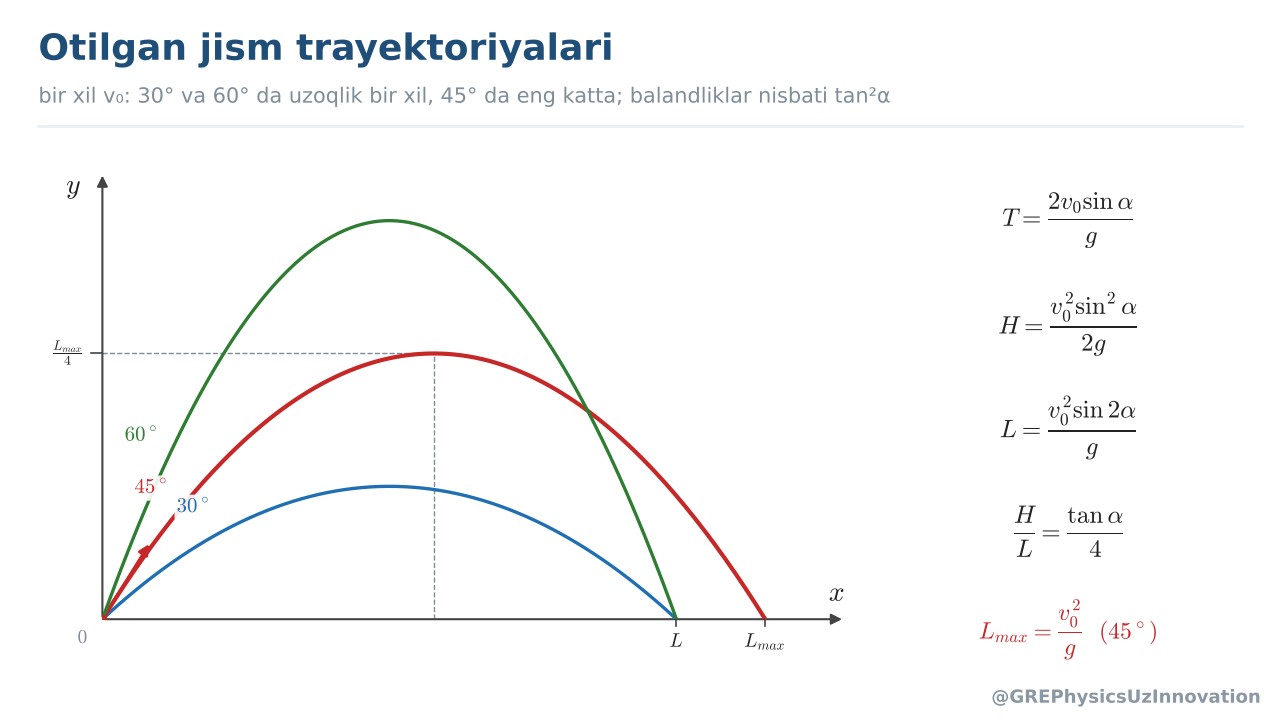 Otilgan jism trayektoriyalari
bir xil v₀: 30° va 60° da uzoqlik bir xil, 45° da eng katta; balandliklar nisbati tan²α
y
L_max/4
60°
45°
30°
x
0
L
L_max
T = 2v₀sin α / g
H = v₀² sin² α / 2g
L = v₀² sin 2α / g
H/L = tan α / 4
L_max = v₀²/g (45°)
@GREPhysicsUzInnovation